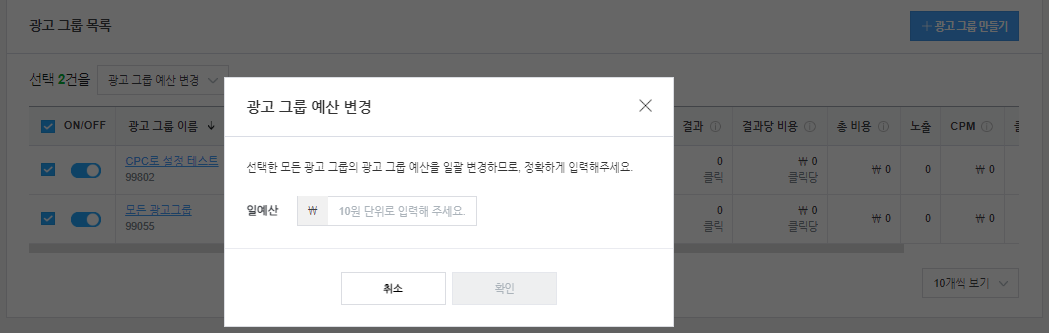 광고 그룹 목록
+ 광고 그룹 만들기
선택 2건을
광고 그룹 예산 변경
ON/OFF 광고 그룹 이름 ↓ 결과 결과당 비용 총 비용 노출 CPM
CPC로 설정 테스트
99802
0
클릭
₩ 0
클릭당
₩ 0
0
₩ 0
모든 광고그룹
99055
0
클릭
₩ 0
클릭당
₩ 0
0
₩ 0
10개씩 보기
광고 그룹 예산 변경
선택한 모든 광고 그룹의 광고 그룹 예산을 일괄 변경하므로, 정확하게 입력해주세요.
일예산 ₩ 10원 단위로 입력해 주세요.
취소 확인